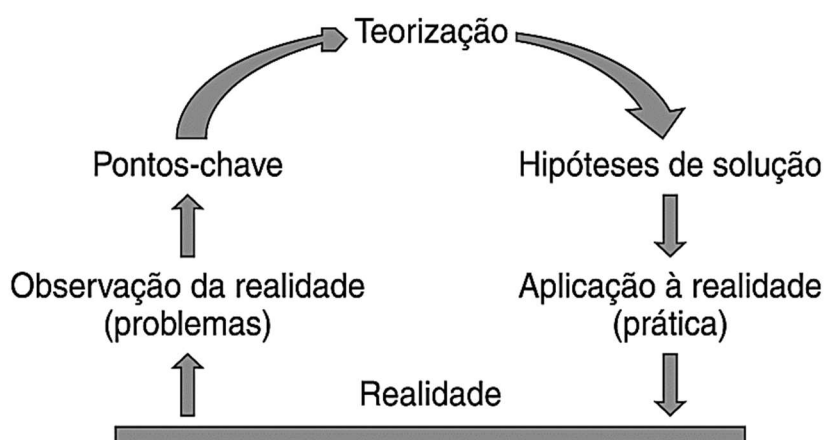 Teorização
Pontos-chave
Hipóteses de solução
Observação da realidade
(problemas)
Aplicação à realidade
(prática)
Realidade